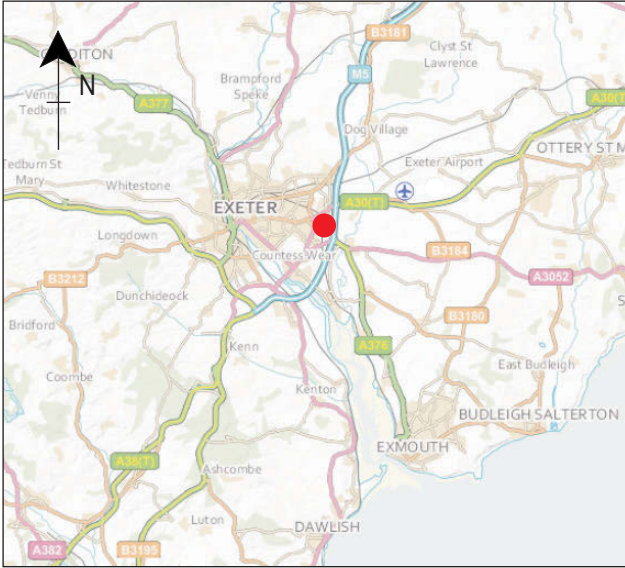 B3181
Clyst St
Lawrence
M5
N
Venny
Tedburn
Brampford
Speke
A377
A30(T)
Dog Village
OTTERY ST M
Tedburn St
Mary
Exeter Airport
Whitestone
A30(T)
EXETER
Longdown
Countess Wear
B3184
B3212
A3052
Dunchideock
Bridford
B3180
Kenn
A376
East Budleigh
Coombe
Kenton
BUDLEIGH SALTERTON
EXMOUTH
A38(T)
Ashcombe
Luton
DAWLISH
A382
B3195